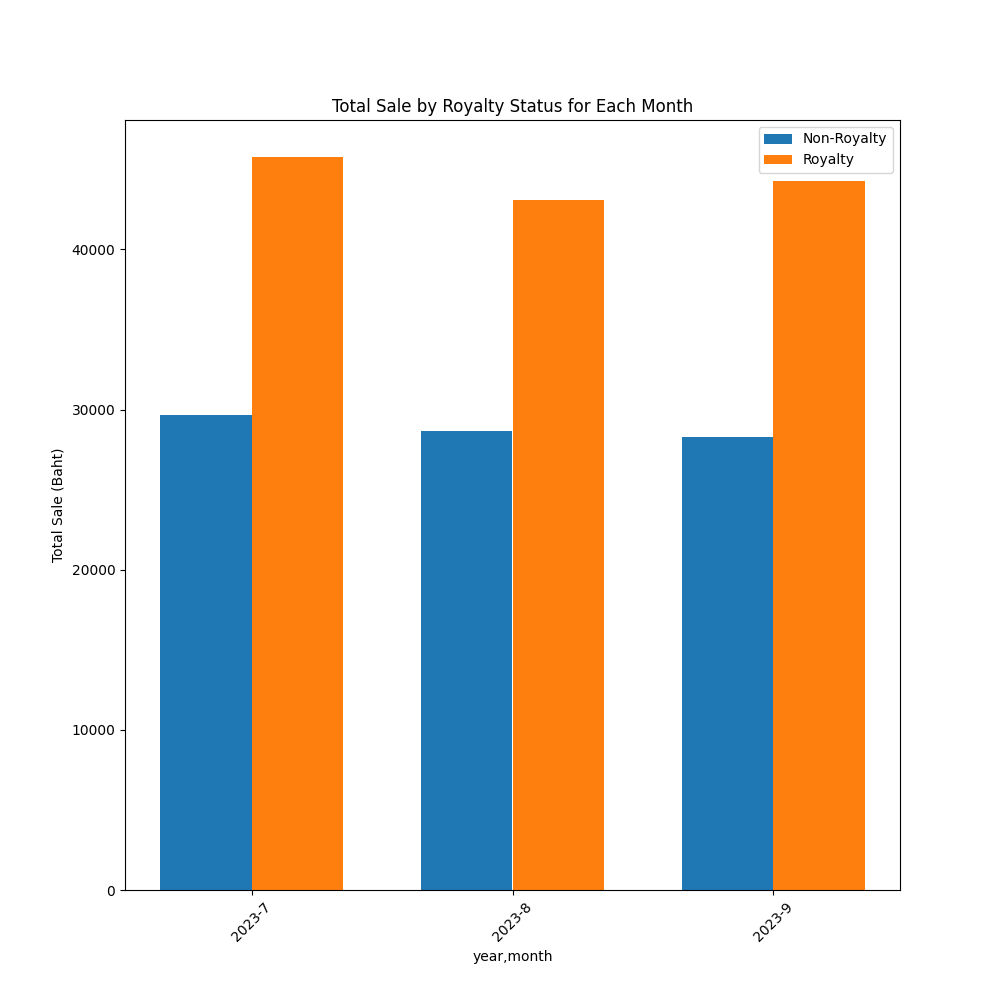 Total Sale by Royalty Status for Each Month
Non-Royalty
Royalty
40000
30000
20000
10000
0
Total Sale (Baht)
2023-7
2023-8
2023-9
year,month